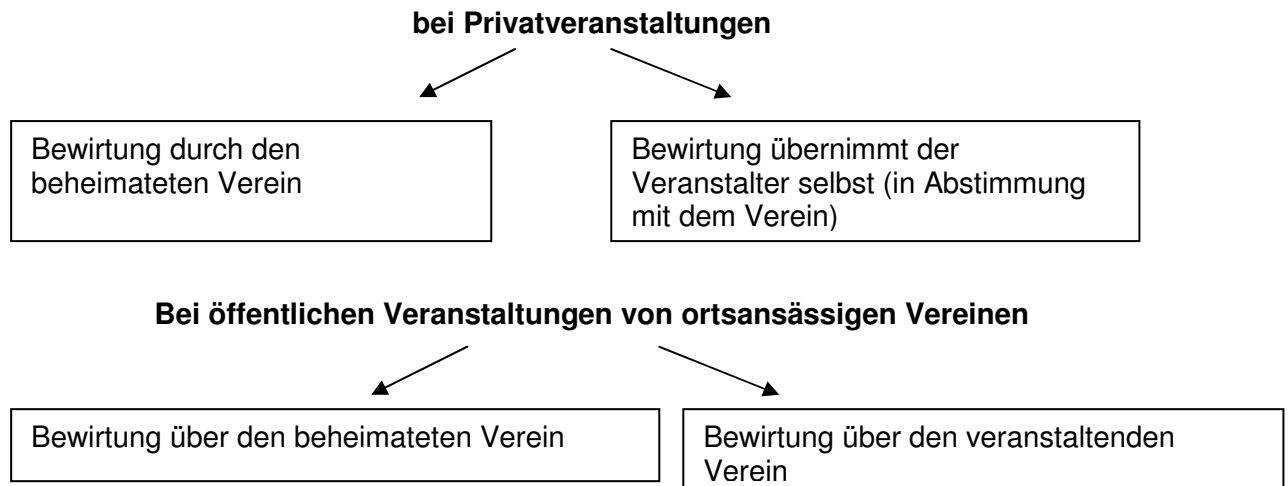 bei Privatveranstaltungen
Bewirtung durch den
beheimateten Verein
Bewirtung übernimmt der
Veranstalter selbst (in Abstimmung
mit dem Verein)
Bei öffentlichen Veranstaltungen von ortsansässigen Vereinen
Bewirtung über den beheimateten Verein
Bewirtung über den veranstaltenden
Verein